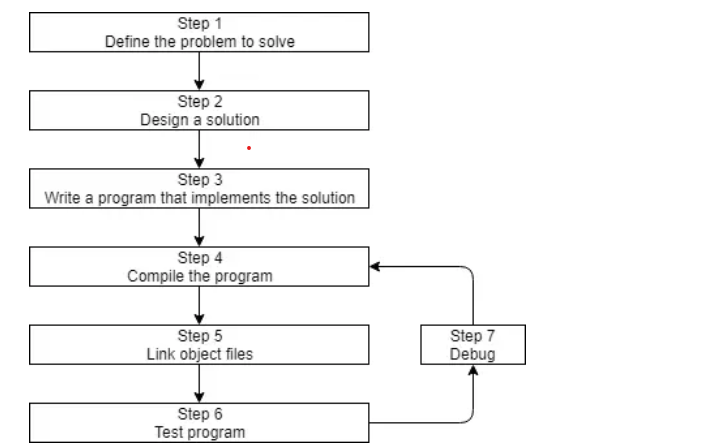 Step 1
Define the problem to solve
Step 2
Design a solution
Step 3
Write a program that implements the solution
Step 4
Compile the program
Step 5
Link object files
Step 7
Debug
Step 6
Test program